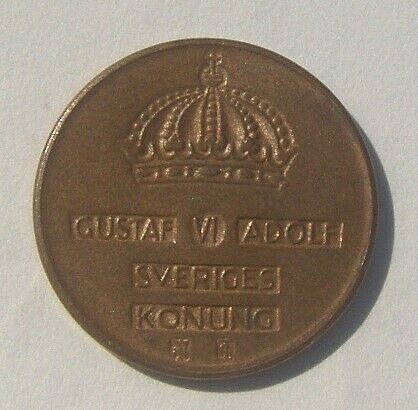 GUSTAF VI ADOLF
SVERIGES
KONUNG